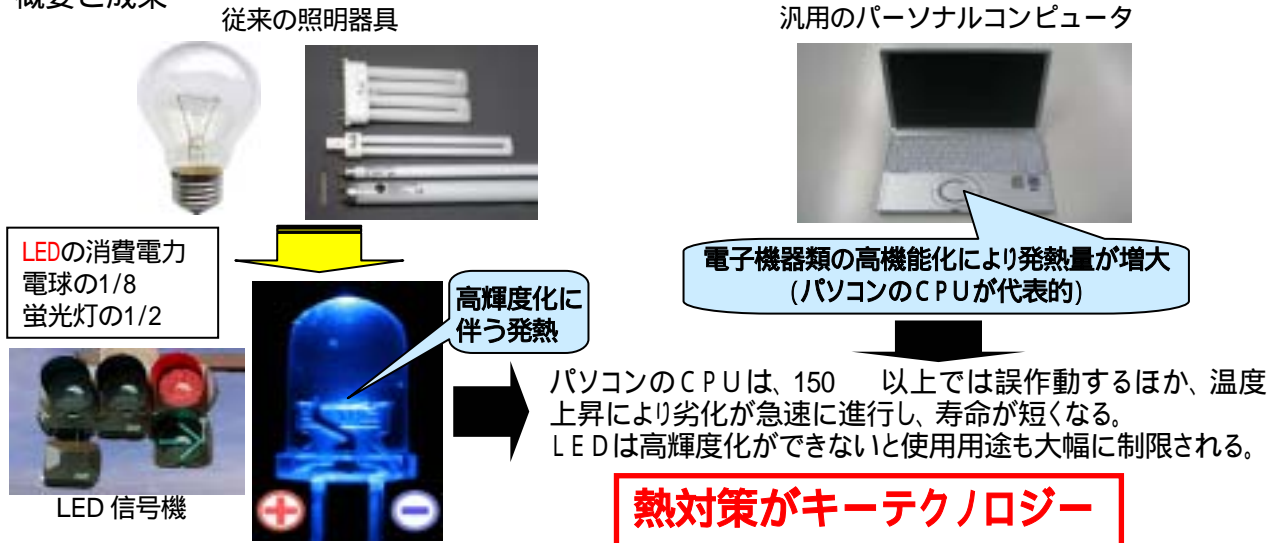 概要と成果
従来の照明器具
汎用のパーソナルコンピュータ
LEDの消費電力
電球の1/8
蛍光灯の1/2
高輝度化に
伴う発熱
電子機器類の高機能化により発熱量が増大
(パソコンのCPUが代表的)
LED 信号機
パソコンのCPUは、150　以上では誤作動するほか、温度
上昇により劣化が急速に進行し、寿命が短くなる。
LEDは高輝度化ができないと使用用途も大幅に制限される。
熱対策がキーテクノロジー